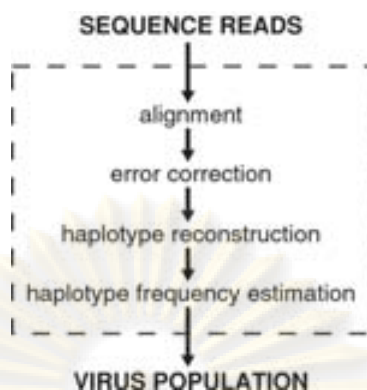 SEQUENCE READS
alignment
error correction
haplotype reconstruction
haplotype frequency estimation
VIRUS POPULATION